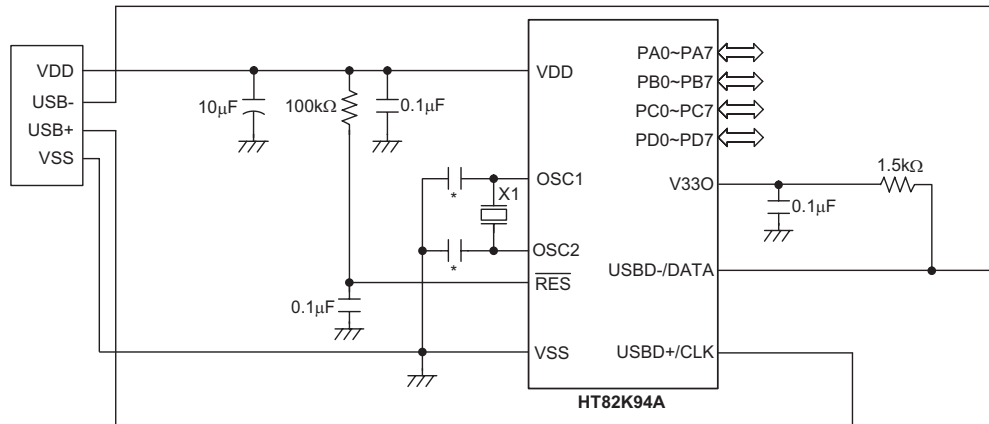 VDD
USB-
USB+
VSS
10μF
100kΩ
0.1μF
0.1μF
*
*
X1
VDD
OSC1
OSC2
R̅E̅S̅
VSS
PA0~PA7
PB0~PB7
PC0~PC7
PD0~PD7
V33O
USBD-/DATA
USBD+/CLK
1.5kΩ
0.1μF
HT82K94A